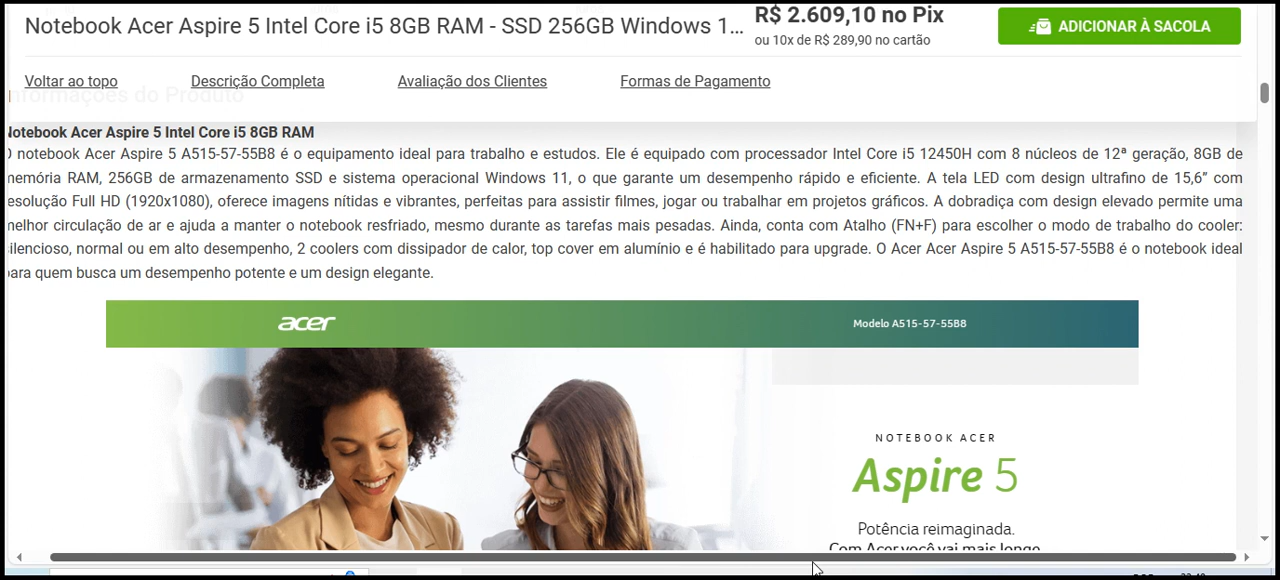 Notebook Acer Aspire 5 Intel Core i5 8GB RAM - SSD 256GB Windows 1...
R$ 2.609,10 no Pix
ou 10x de R$ 289,90 no cartão
ADICIONAR À SACOLA
Voltar ao topo Descrição Completa Avaliação dos Clientes Formas de Pagamento
Informações do Produto
Notebook Acer Aspire 5 Intel Core i5 8GB RAM
O notebook Acer Aspire 5 A515-57-55B8 é o equipamento ideal para trabalho e estudos. Ele é equipado com processador Intel Core i5 12450H com 8 núcleos de 12ª geração, 8GB de
memória RAM, 256GB de armazenamento SSD e sistema operacional Windows 11, o que garante um desempenho rápido e eficiente. A tela LED com design ultrafino de 15,6” com
resolução Full HD (1920x1080), oferece imagens nítidas e vibrantes, perfeitas para assistir filmes, jogar ou trabalhar em projetos gráficos. A dobradiça com design elevado permite uma
melhor circulação de ar e ajuda a manter o notebook resfriado, mesmo durante as tarefas mais pesadas. Ainda, conta com Atalho (FN+F) para escolher o modo de trabalho do cooler:
silencioso, normal ou em alto desempenho, 2 coolers com dissipador de calor, top cover em alumínio e é habilitado para upgrade. O Acer Acer Aspire 5 A515-57-55B8 é o notebook ideal
para quem busca um desempenho potente e um design elegante.
acer
Modelo A515-57-55B8
NOTEBOOK ACER
Aspire 5
Potência reimaginada.
Com Acer você vai mais longe